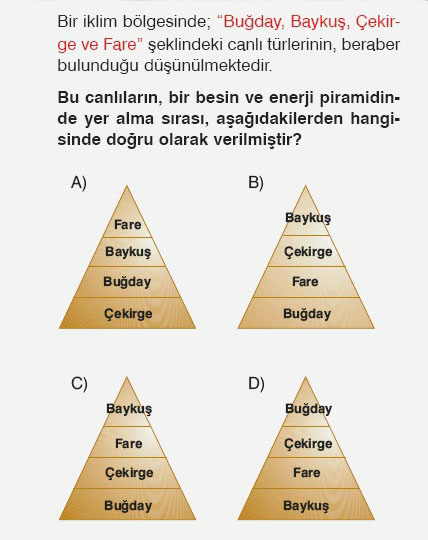 Bir iklim bölgesinde; “Buğday, Baykuş, Çekir-
ge ve Fare” şeklindeki canlı türlerinin, beraber
bulunduğu düşünülmektedir.
Bu canlıların, bir besin ve enerji piramidin-
de yer alma sırası, aşağıdakilerden hangi-
sinde doğru olarak verilmiştir?
A)
Fare
Baykuş
Buğday
Çekirge
B)
Baykuş
Çekirge
Fare
Buğday
C)
Baykuş
Fare
Çekirge
Buğday
D)
Buğday
Çekirge
Fare
Baykuş